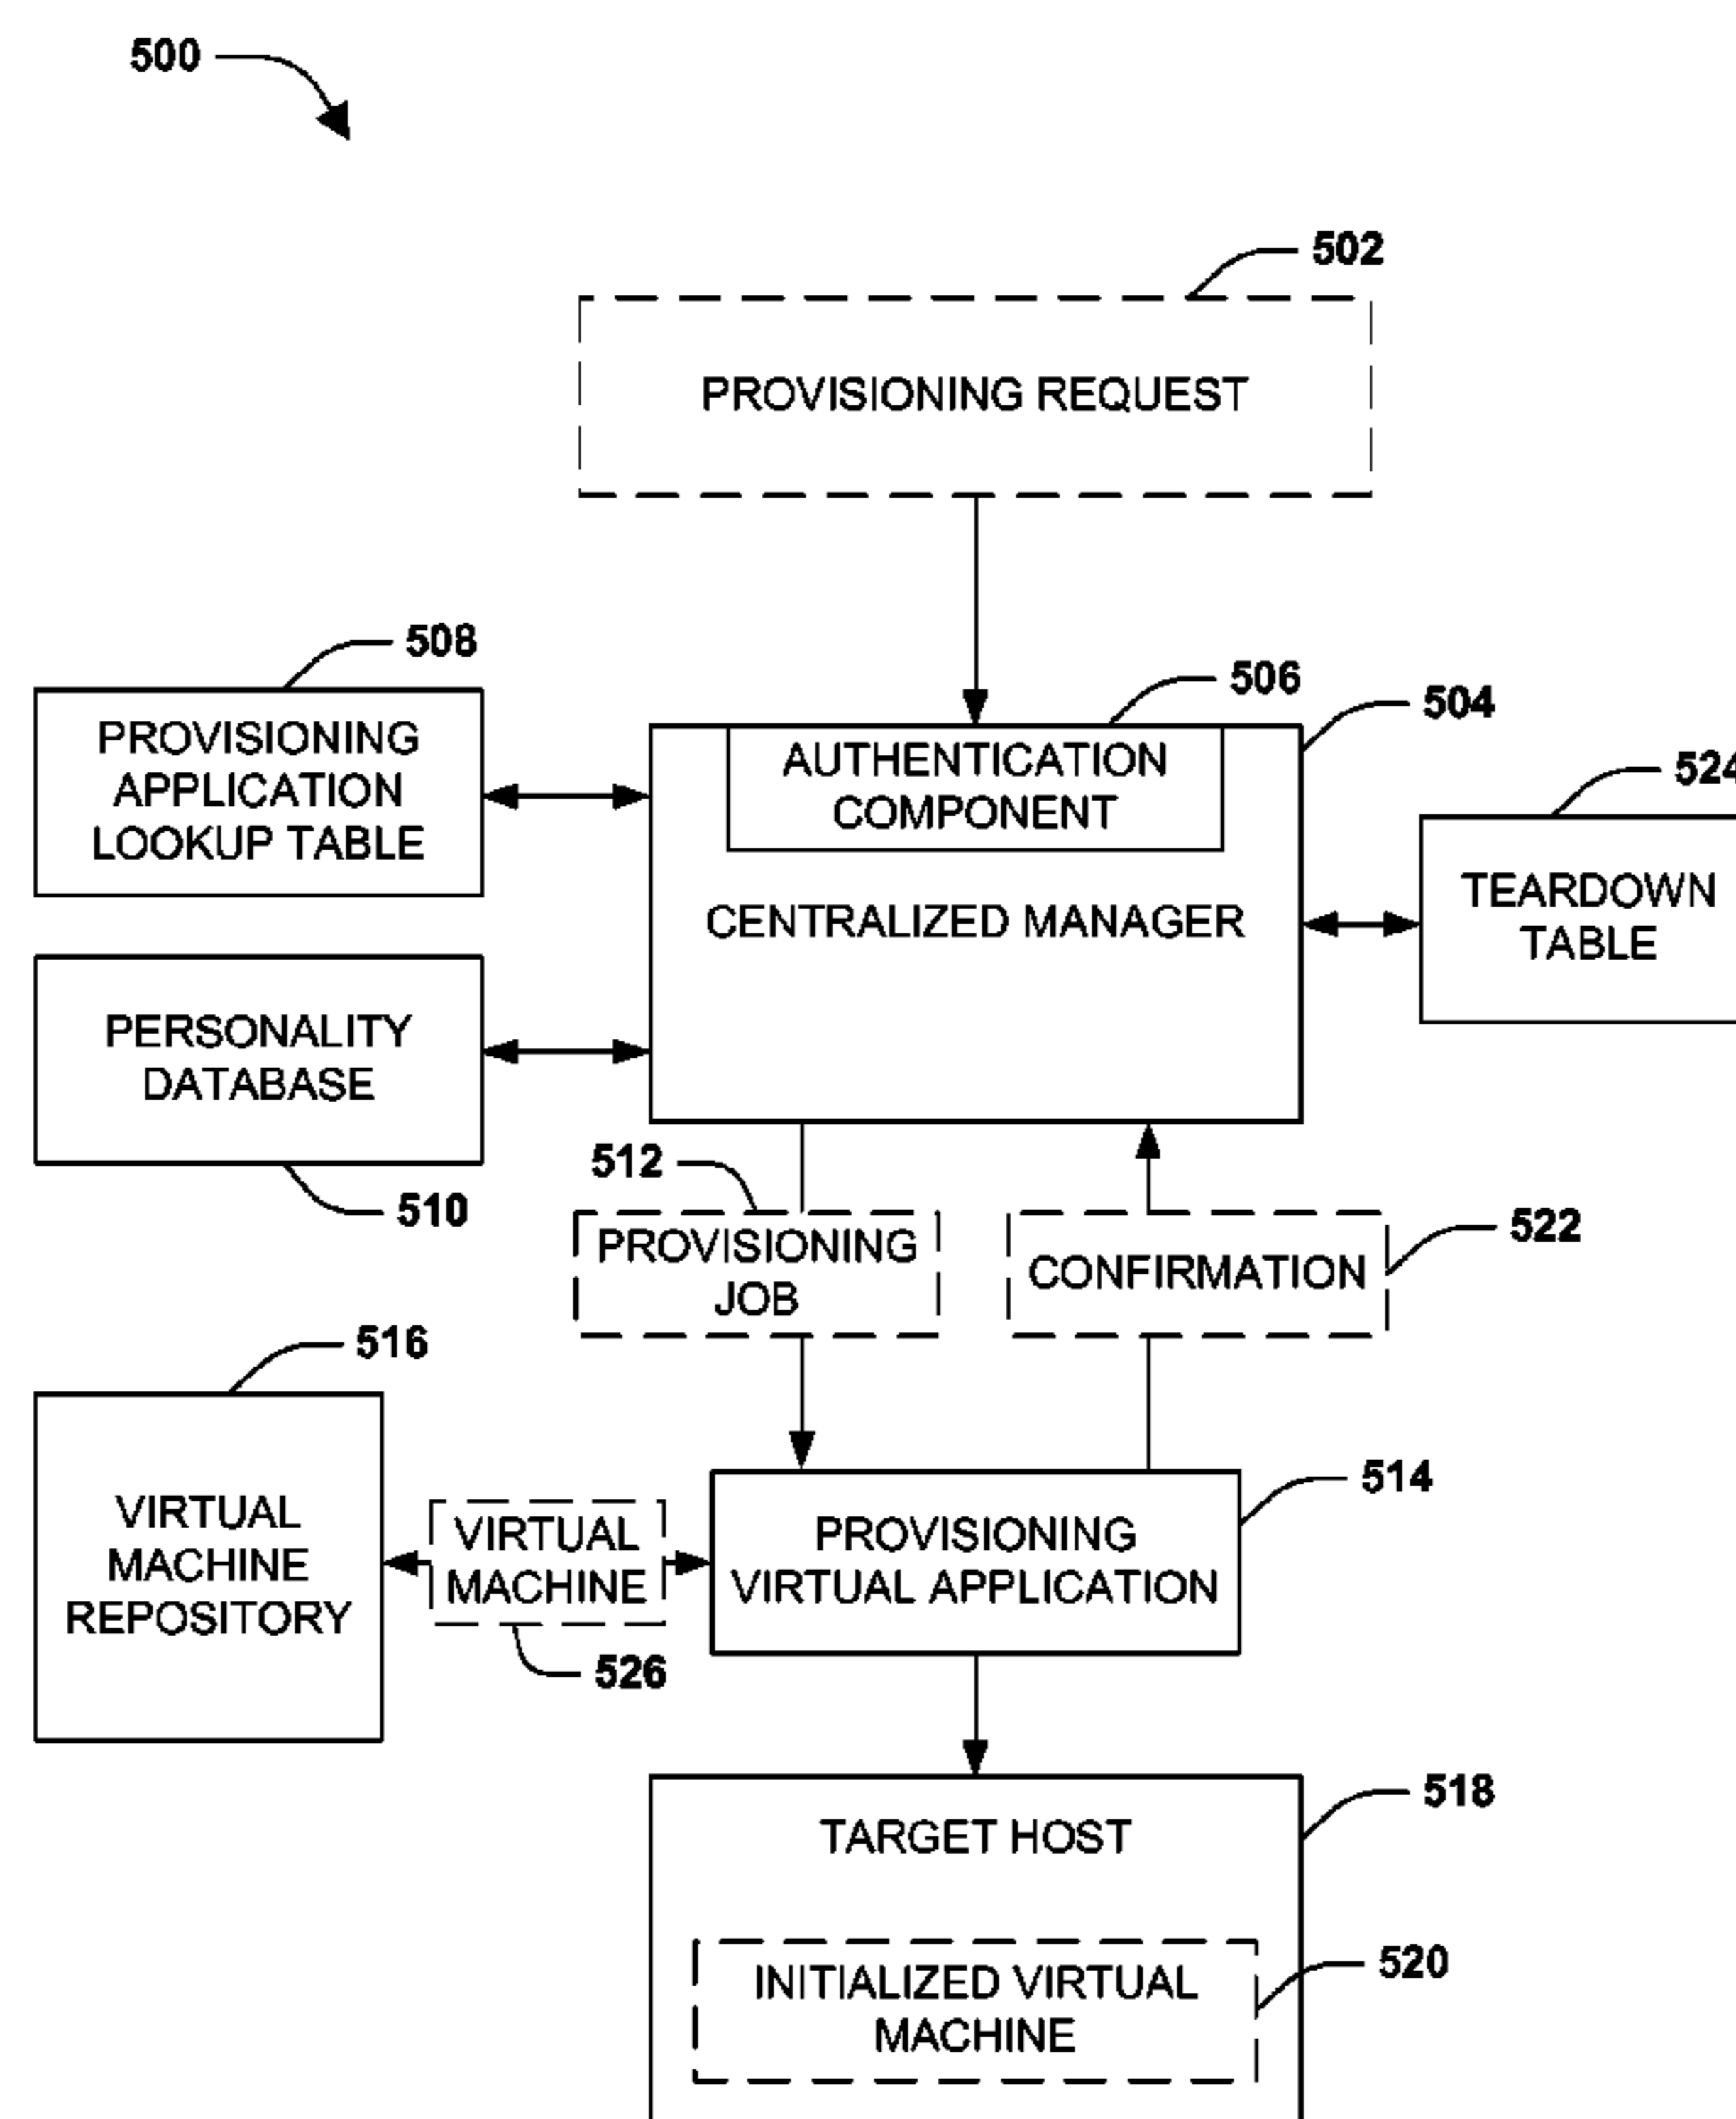 500
502
PROVISIONING REQUEST
508
506
504
524
PROVISIONING
APPLICATION
LOOKUP TABLE
AUTHENTICATION
COMPONENT
CENTRALIZED MANAGER
TEARDOWN
TABLE
PERSONALITY
DATABASE
510
512
PROVISIONING
JOB
CONFIRMATION
522
516
VIRTUAL
MACHINE
REPOSITORY
VIRTUAL
MACHINE
526
PROVISIONING
VIRTUAL APPLICATION
514
TARGET HOST
518
INITIALIZED VIRTUAL
MACHINE
520